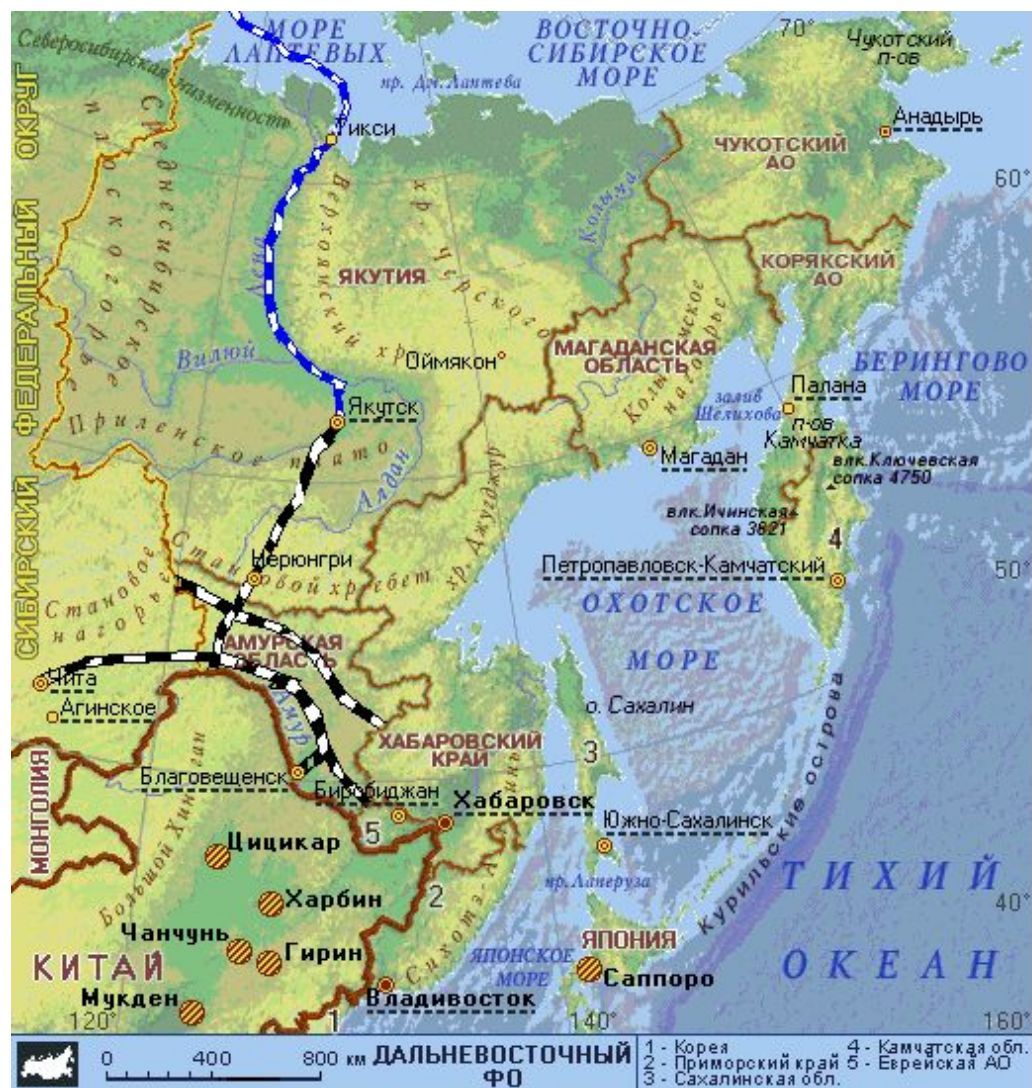 МОРЕ
ЛАПТЕВЫХ
ВОСТОЧНО-
СИБИРСКОЕ
МОРЕ
70°
Чукотский
п-ов
Северосибирская низменность
пр. Дм. Лаптева
Тикси
Анадырь
ЧУКОТСКИЙ
АО
60°
СИБИРСКИЙ ФЕДЕРАЛЬНЫЙ ОКРУГ
Среднесибирское
плоскогорье
Верхоянский хр.
хр. Черского
Колыма
Лена
ЯКУТИЯ
КОРЯКСКИЙ
АО
МАГАДАНСКАЯ
ОБЛАСТЬ
Колымское
нагорье
Вилюй
Оймякон
БЕРИНГОВО
МОРЕ
залив
Шелихова
Палана
п-ов
Камчатка
Якутск
Приленское плато
Алдан
Магадан
влк.Ключевская
сопка 4750
влк.Ичинская
сопка 3621
4
хр. Джугджур
Нерюнгри
Становой хребет
Становое
нагорье
Петропавловск-Камчатский
50°
ОХОТСКОЕ
МОРЕ
АМУРСКАЯ
ОБЛАСТЬ
Чита
Агинское
Амур
о. Сахалин
ХАБАРОВСКИЙ
КРАЙ
3
МОНГОЛИЯ
Благовещенск
Биробиджан
Хабаровск
5
Большой Хинган
Южно-Сахалинск
Курильские острова
Цицикар
2
пр. Лаперуза
ТИХИЙ
ОКЕАН
Харбин
40°
Чанчунь
Гирин
Сихотэ-А
инь
ЯПОНСКОЕ
МОРЕ
ЯПОНИЯ
Саппоро
КИТАЙ
Мукден
Владивосток
120°
1
140°
160°
0 400 800 км
ДАЛЬНЕВОСТОЧНЫЙ
ФО
1 - Корея
2 - Приморский край
3 - Сахалинская обл.
4 - Камчатская обл.
5 - Еврейская АО